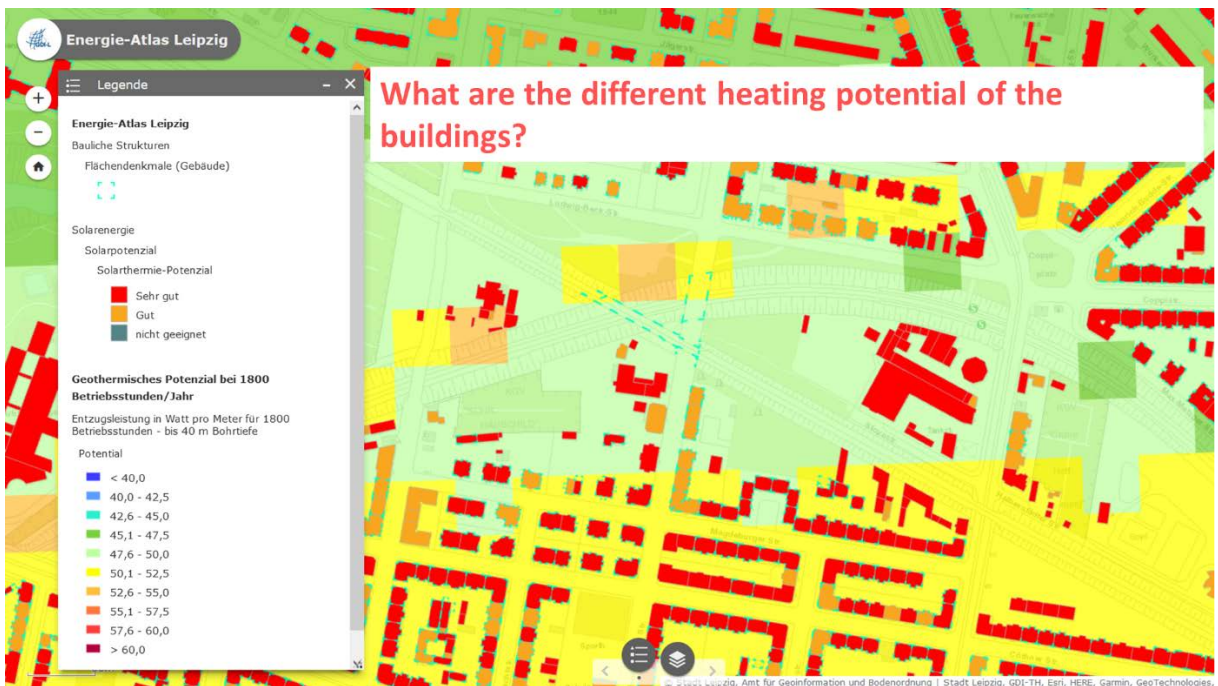 Energie-Atlas Leipzig
Legende
What are the different heating potential of the
buildings?
Energie-Atlas Leipzig
Bauliche Strukturen
Flächendenkmale (Gebäude)
Solarenergie
Solarpotenzial
Solarthermie-Potenzial
Sehr gut
Gut
nicht geeignet
Geothermisches Potenzial bei 1800
Betriebsstunden/Jahr
Entzugsleistung in Watt pro Meter für 1800
Betriebsstunden - bis 40 m Bohrtiefe
Potential
< 40,0
40,0 - 42,5
42,6 - 45,0
45,1 - 47,5
47,6 - 50,0
50,1 - 52,5
52,6 - 55,0
55,1 - 57,5
57,6 - 60,0
> 60,0
Magdeburger Str.
© Stadt Leipzig, Amt für Geoinformation und Bodenordnung | Stadt Leipzig, GDI-TH, Esri, HERE, Garmin, GeoTechnologies,